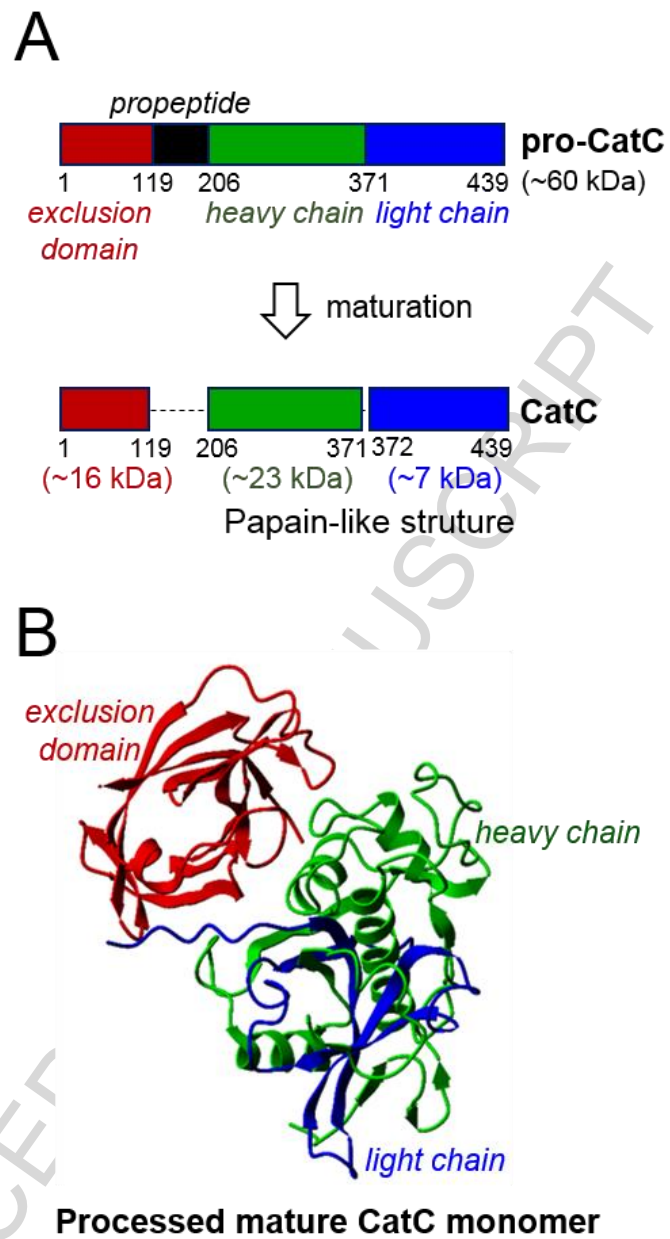 A
propeptide
pro-CatC
1 119 206 371 439 (~60 kDa)
exclusion domain
heavy chain
light chain
maturation
CatC
1 119 206 371 372 439
(~16 kDa) (~23 kDa) (~7 kDa)
Papain-like struture
USCRIPT
B
exclusion
domain
heavy chain
light chain
CE
Processed mature CatC monomer